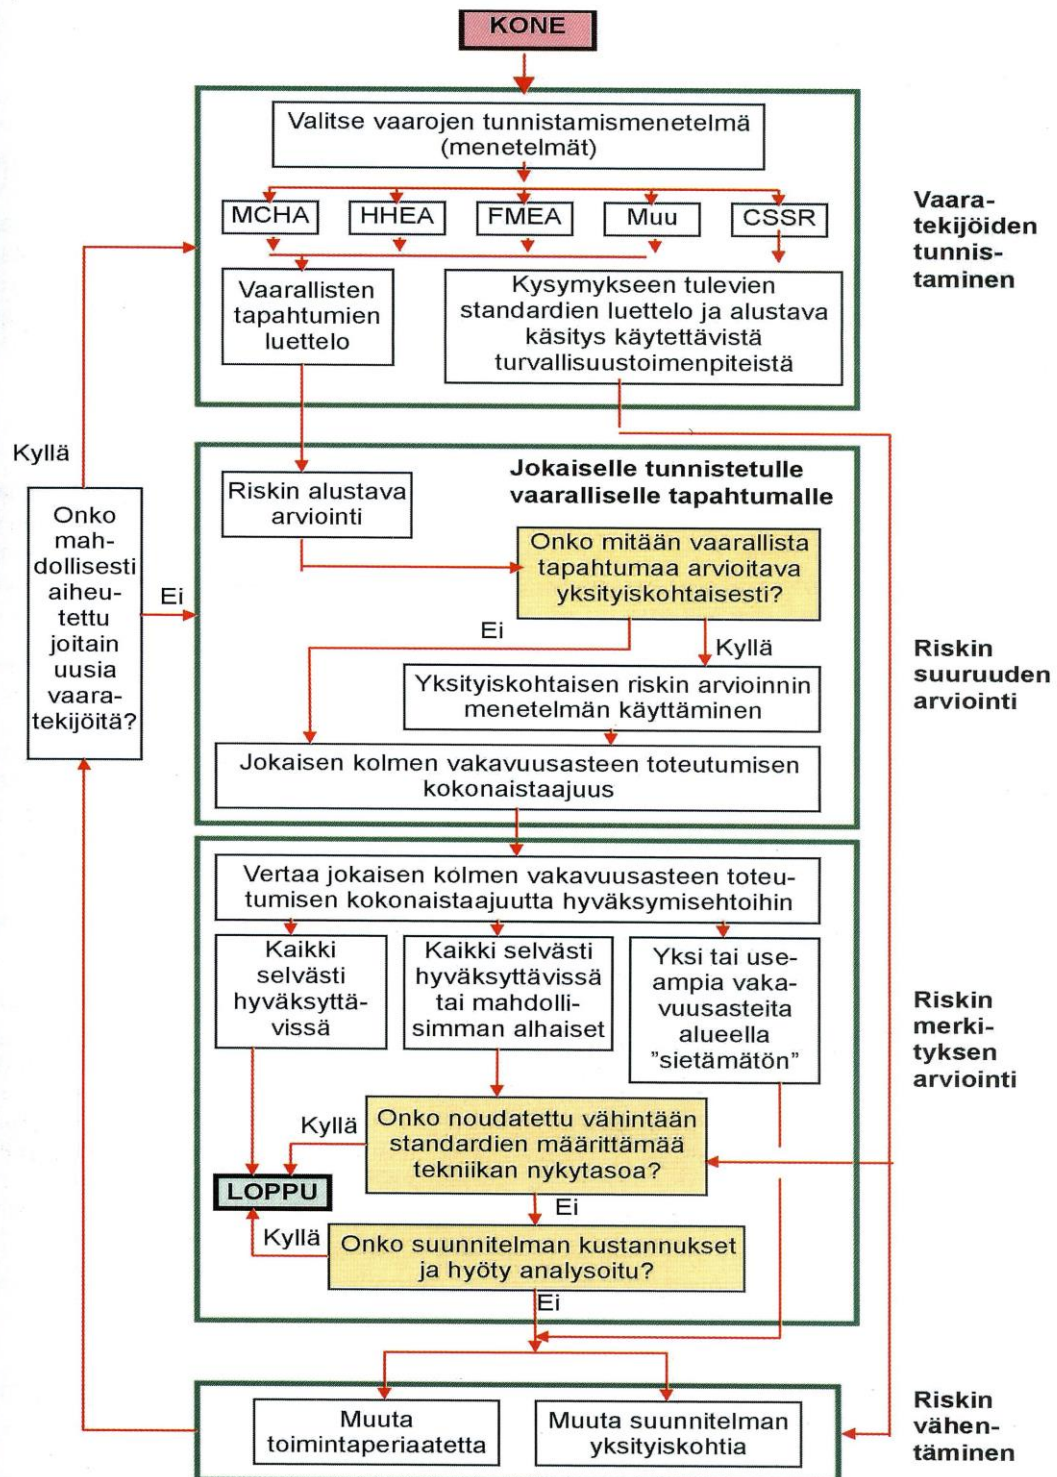 KONE
Valitse vaarojen tunnistamismenetelmä
(menetelmät)
MCHA
HHEA
FMEA
Muu
CSSR
Vaara-
tekijöiden
tunnis-
taminen
Vaarallisten
tapahtumien
luettelo
Kysymykseen tulevien
standardien luettelo ja alustava
käsitys käytettävistä
turvallisuustoimenpiteistä
Kyllä
Onko
mah-
dollisesti
aiheu-
tettu
joitain
uusia
vaara-
tekijöitä?
Ei
Riskin alustava
arviointi
Jokaiselle tunnistetulle
vaaralliselle tapahtumalle
Onko mitään vaarallista
tapahtumaa arvioitava
yksityiskohtaisesti?
Ei
Kyllä
Yksityiskohtaisen riskin arvioinnin
menetelmän käyttäminen
Jokaisen kolmen vakavuusasteen toteutumisen
kokonaistaajuus
Riskin
suuruuden
arviointi
Vertaa jokaisen kolmen vakavuusasteen toteu-
tumisen kokonaistaajuutta hyväksymisehtoihin
Kaikki
selvästi
hyväksyttä-
vissä
Kaikki selvästi
hyväksyttävissä
tai mahdolli-
simman alhaiset
Yksi tai use-
ampia vaka-
vuusasteita
alueella
"sietämätön"
Riskin
merki-
tyksen
arviointi
Kyllä
Onko noudatettu vähintään
standardien määrittämää
tekniikan nykytasoa?
LOPPU
Ei
Kyllä
Onko suunnitelman kustannukset
ja hyöty analysoitu?
Ei
Muuta
toimintaperiaatetta
Muuta suunnitelman
yksityiskohtia
Riskin
vähen-
täminen